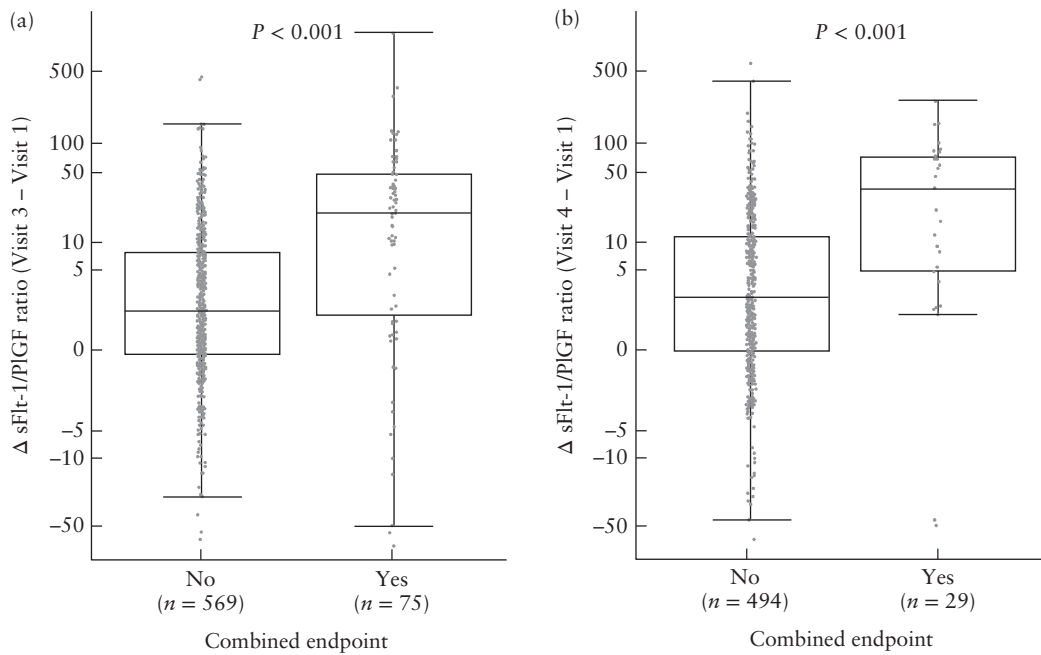 (a)
P < 0.001
Δ sFlt-1/PlGF ratio (Visit 3 – Visit 1)
500
100
50
10
5
0
–5
–10
–50
No
(n = 569)
Yes
(n = 75)
Combined endpoint
(b)
P < 0.001
Δ sFlt-1/PlGF ratio (Visit 4 – Visit 1)
500
100
50
10
5
0
–5
–10
–50
No
(n = 494)
Yes
(n = 29)
Combined endpoint